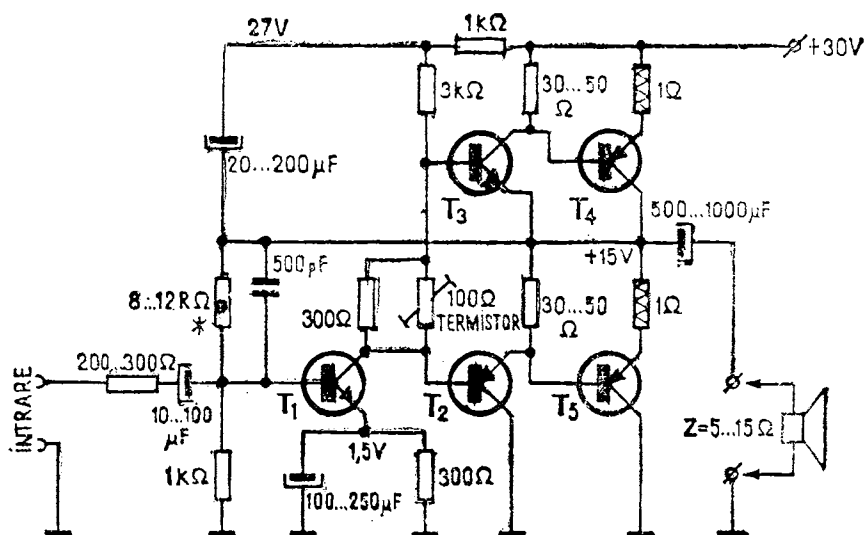 27V
1kΩ
+30V
3kΩ
30...50
Ω
1Ω
20...200µF
T3
T4
500...1000µF
500pF
+15V
8...12RΩ
*
300Ω
100Ω
TERMISTOR
30...50
Ω
1Ω
200...300Ω
INTRARE
10...100
µF
T1
T2
T5
Z=5...15Ω
1,5V
1kΩ
100...250µF
300Ω